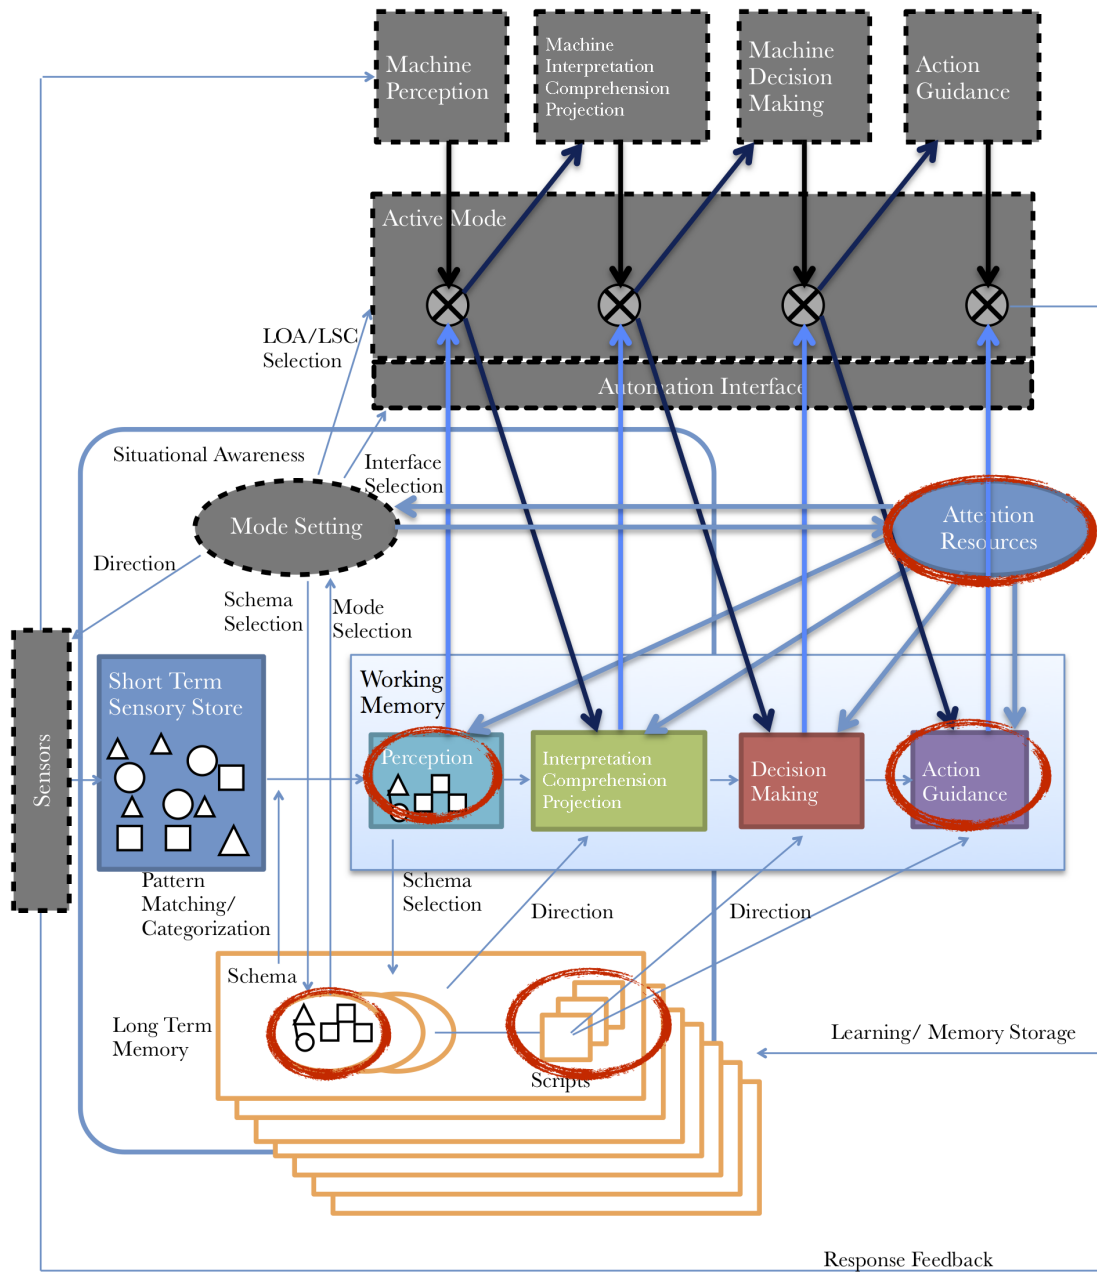 Machine
Perception
Machine
Interpretation
Comprehension
Projection
Machine
Decision
Making
Action
Guidance
Active Mode
LOA/LSC
Selection
Automation Interface
Situational Awareness
Interface
Selection
Mode Setting
Attention
Resources
Direction
Schema
Selection
Mode
Selection
Sensors
Short Term
Sensory Store
Working
Memory
Perception
Interpretation
Comprehension
Projection
Decision
Making
Action
Guidance
Pattern
Matching/
Categorization
Schema
Selection
Direction
Direction
Schema
Long Term
Memory
Scripts
Learning/ Memory Storage
Response Feedback